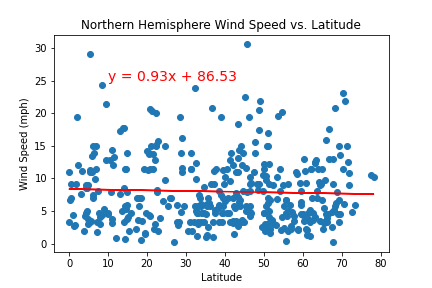 Northern Hemisphere Wind Speed vs. Latitude
30
25
20
15
10
5
0
y = 0.93x + 86.53
Wind Speed (mph)
0 10 20 30 40 50 60 70 80
Latitude